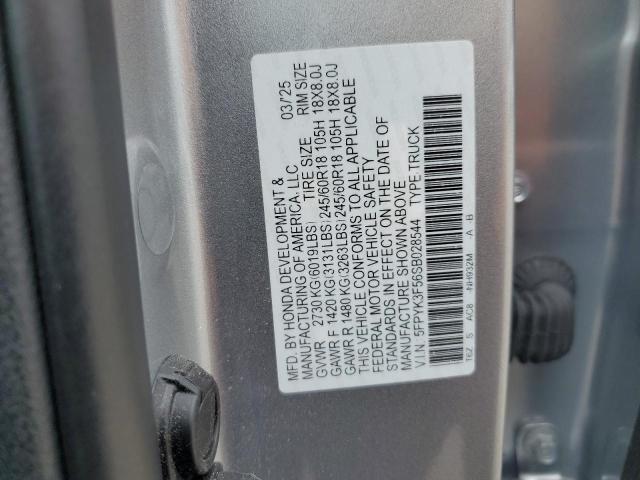 MFD. BY HONDA DEVELOPMENT & 03/25
MANUFACTURING OF AMERICA, LLC
GVWR 2730 KG(6019LBS) TIRE SIZE RIM SIZE
GAWR F 1420 KG(3131LBS)245/60R18 105H 18X8.0J
GAWR R 1480 KG(3263LBS)245/60R18 105H 18X8.0J
THIS VEHICLE CONFORMS TO ALL APPLICABLE
FEDERAL MOTOR VEHICLE SAFETY
STANDARDS IN EFFECT ON THE DATE OF
MANUFACTURE SHOWN ABOVE
V.I.N. 5FPYK3F56SB028544 TYPE:TRUCK
T6Z 5 AC8 NH932M A -B